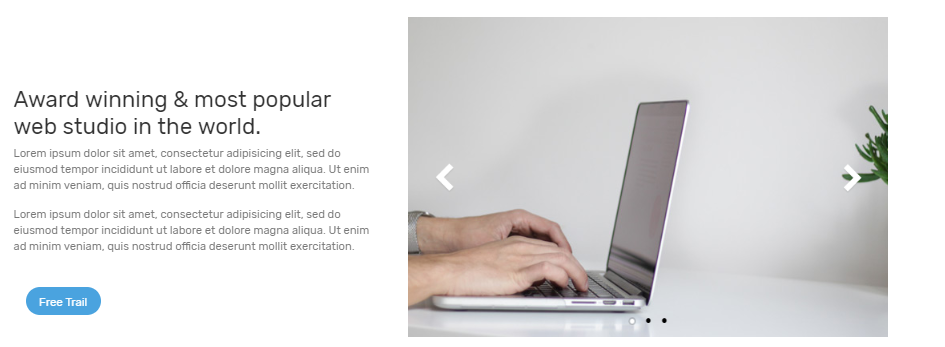 Award winning & most popular
web studio in the world.
Lorem ipsum dolor sit amet, consectetur adipisicing elit, sed do
eiusmod tempor incididunt ut labore et dolore magna aliqua. Ut enim
ad minim veniam, quis nostrud officia deserunt mollit exercitation.
Lorem ipsum dolor sit amet, consectetur adipisicing elit, sed do
eiusmod tempor incididunt ut labore et dolore magna aliqua. Ut enim
ad minim veniam, quis nostrud officia deserunt mollit exercitation.
Free Trail